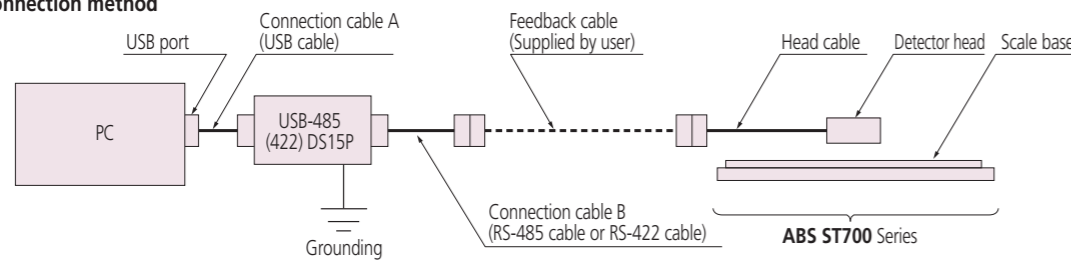 onnection method
Connection cable A
(USB cable)
USB port
Feedback cable
(Supplied by user)
Head cable
Detector head
Scale base
PC
USB-485
(422) DS15P
Connection cable B
(RS-485 cable or RS-422 cable)
Grounding
ABS ST700 Series